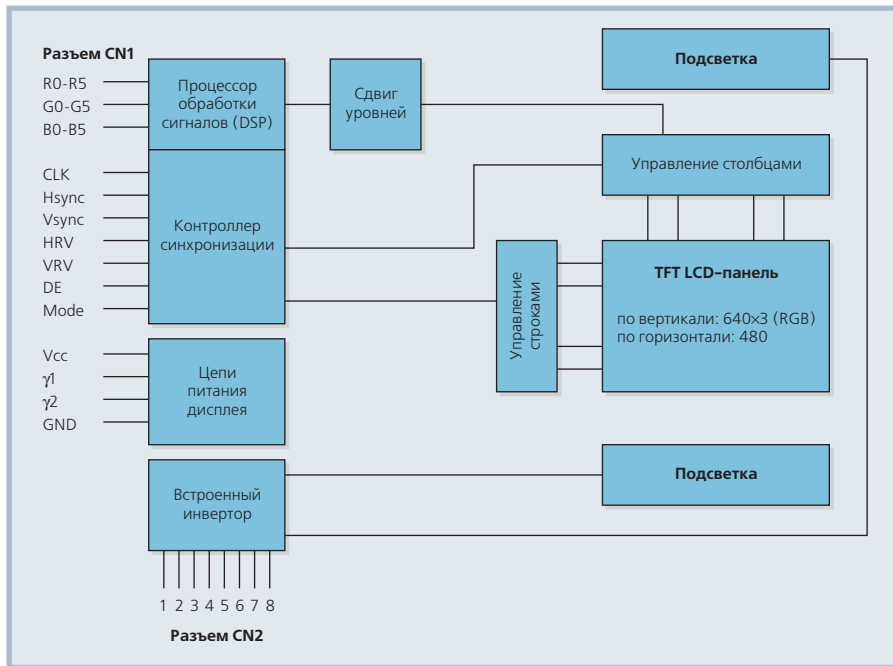 Разъем CN1
R0-R5
G0-G5
B0-B5
CLK
Hsync
Vsync
HRV
VRV
DE
Mode
Vcc
γ1
γ2
GND
Процессор
обработки
сигналов (DSP)
Контроллер
синхронизации
Цепи
питания
дисплея
Встроенный
инвертор
1 2 3 4 5 6 7 8
Разъем CN2
Сдвиг
уровней
Подсветка
Управление столбцами
Управление
строками
TFT LCD–панель
по вертикали: 640×3 (RGB)
по горизонтали: 480
Подсветка